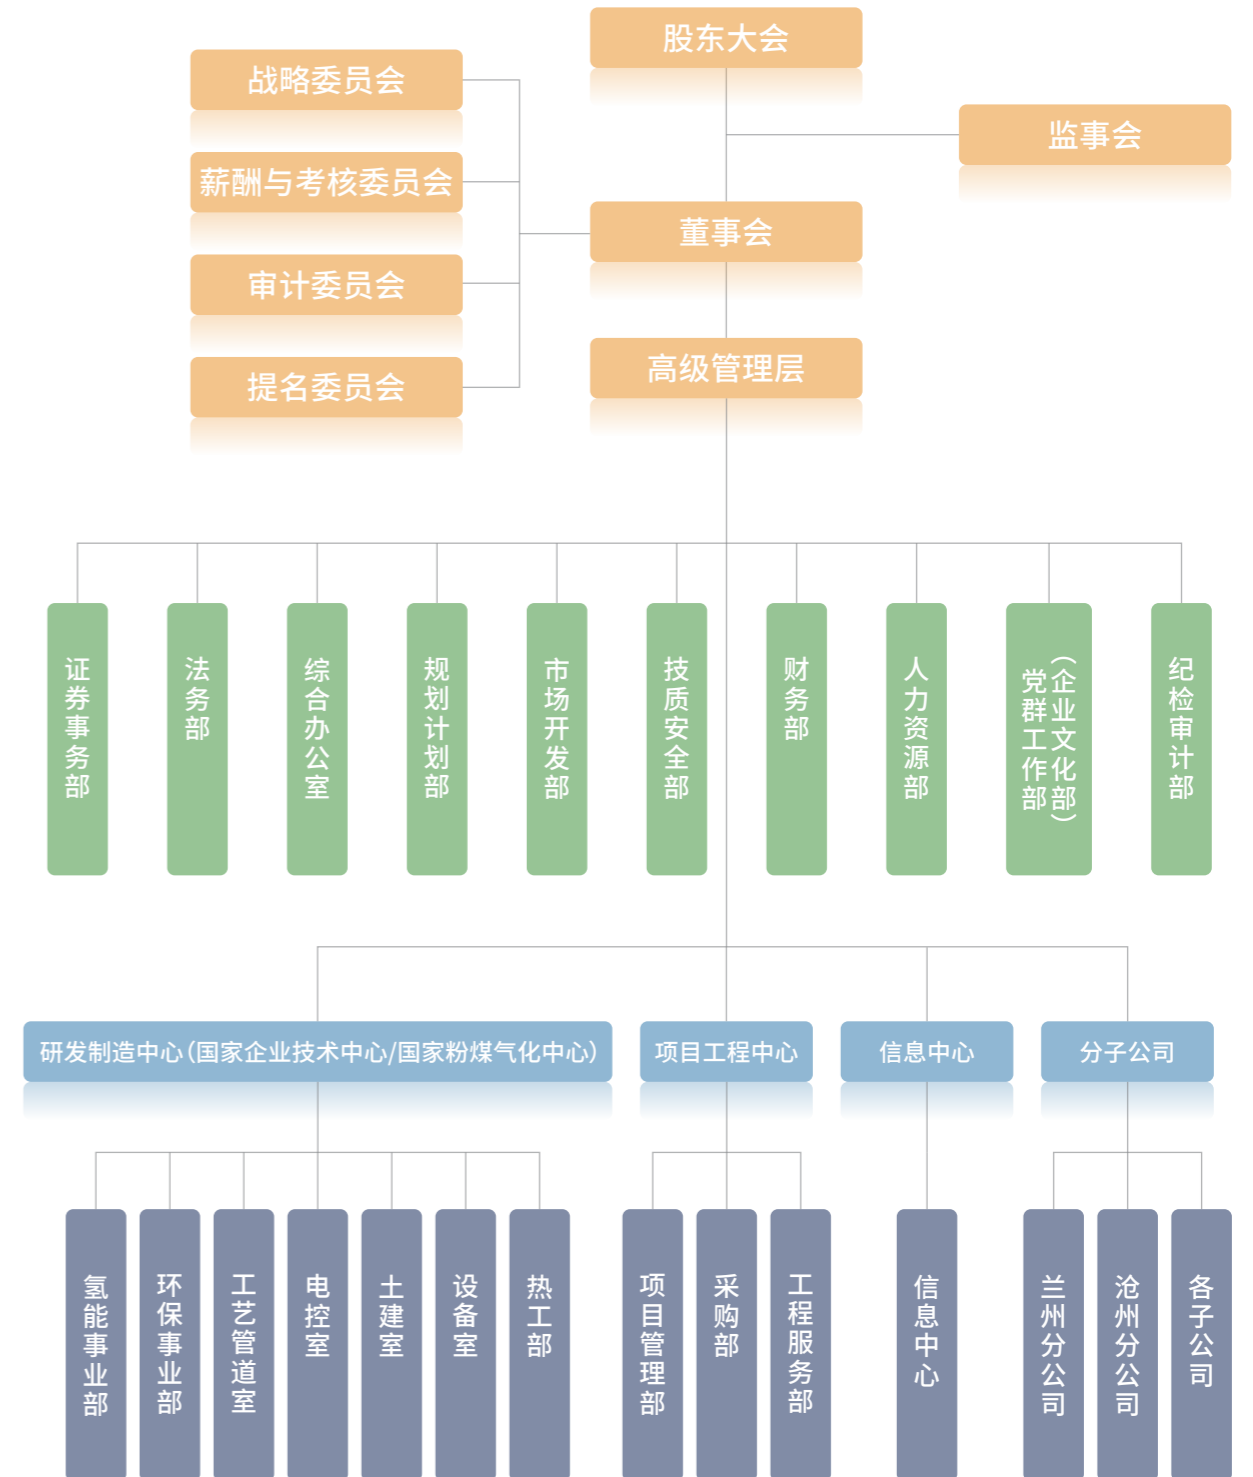 股东大会
战略委员会
监事会
薪酬与考核委员会
董事会
审计委员会
高级管理层
提名委员会
证券事务部
法务部
综合办公室
规划计划部
市场开发部
技质安全部
财务部
人力资源部
党群工作部
（企业文化部）
纪检审计部
研发制造中心（国家企业技术中心/国家粉煤气化中心）
项目工程中心
信息中心
分子公司
氢能事业部
环保事业部
工艺管道室
电控室
土建室
设备室
热工部
项目管理部
采购部
工程服务部
信息中心
兰州分公司
沧州分公司
各子公司